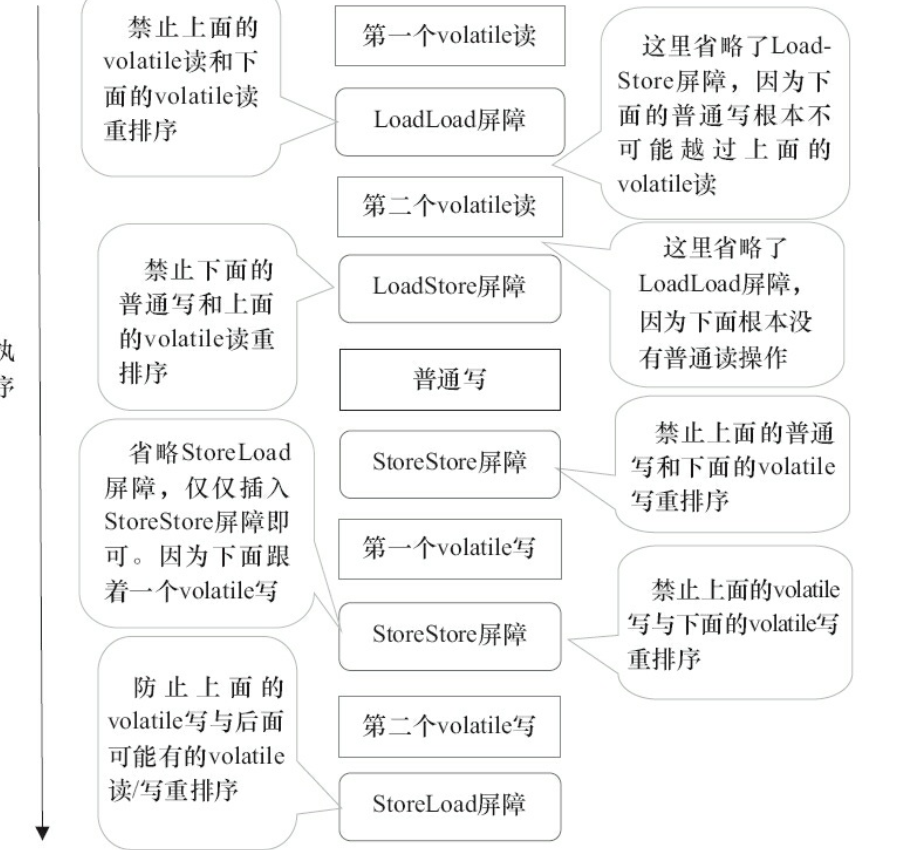 禁止上面的
volatile读和下
面的volatile读
重排序
第一个volatile读
LoadLoad屏障
这里省略了Load-
Store屏障，因为下
面的普通写根本不
可能越过上面的
volatile读
第二个volatile读
禁止下面的
普通写和上面
的volatile读重
排序
LoadStore屏障
这里省略了
LoadLoad屏障，
因为下面根本没
有普通读操作
执
序
普通写
省略StoreLoad
屏障，仅仅插入
StoreStore屏障即
可。因为下面跟
着一个volatile写
StoreStore屏障
禁止上面的普通
写和下面的volatile
写重排序
第一个volatile写
StoreStore屏障
禁止上面的volatile
写与下面的volatile写
重排序
防止上面的
volatile写与后面
可能有的volatile
读/写重排序
第二个volatile写
StoreLoad屏障